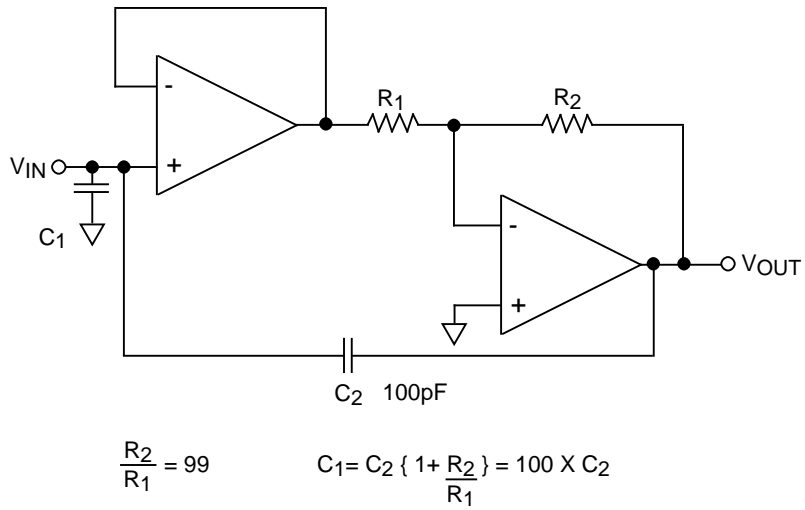 R1
R2
-
+
VIN
C1
-
+
VOUT
C2 100pF
R2
R1
= 99
C1= C2 { 1+ R2
R1
} = 100 X C2